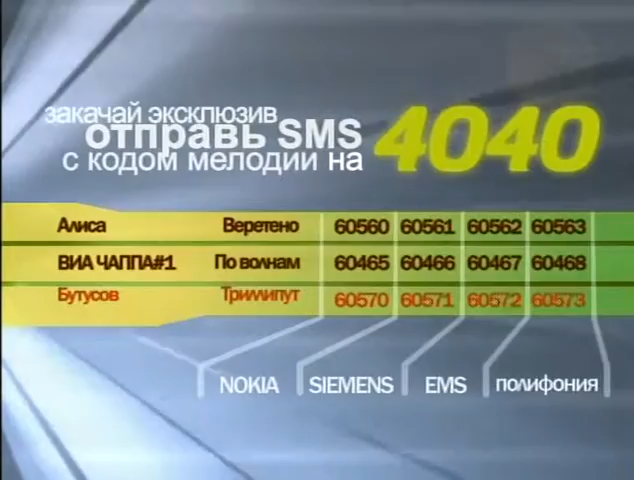 закачай эксклюзив
отправь SMS
с кодом мелодии на 4040
Алиса Веретено 60560 60561 60562 60563
ВИА ЧАППА#1 По волнам 60465 60466 60467 60468
Бутусов Триллипут 60570 60571 60572 60573
NOKIA SIEMENS EMS полифония